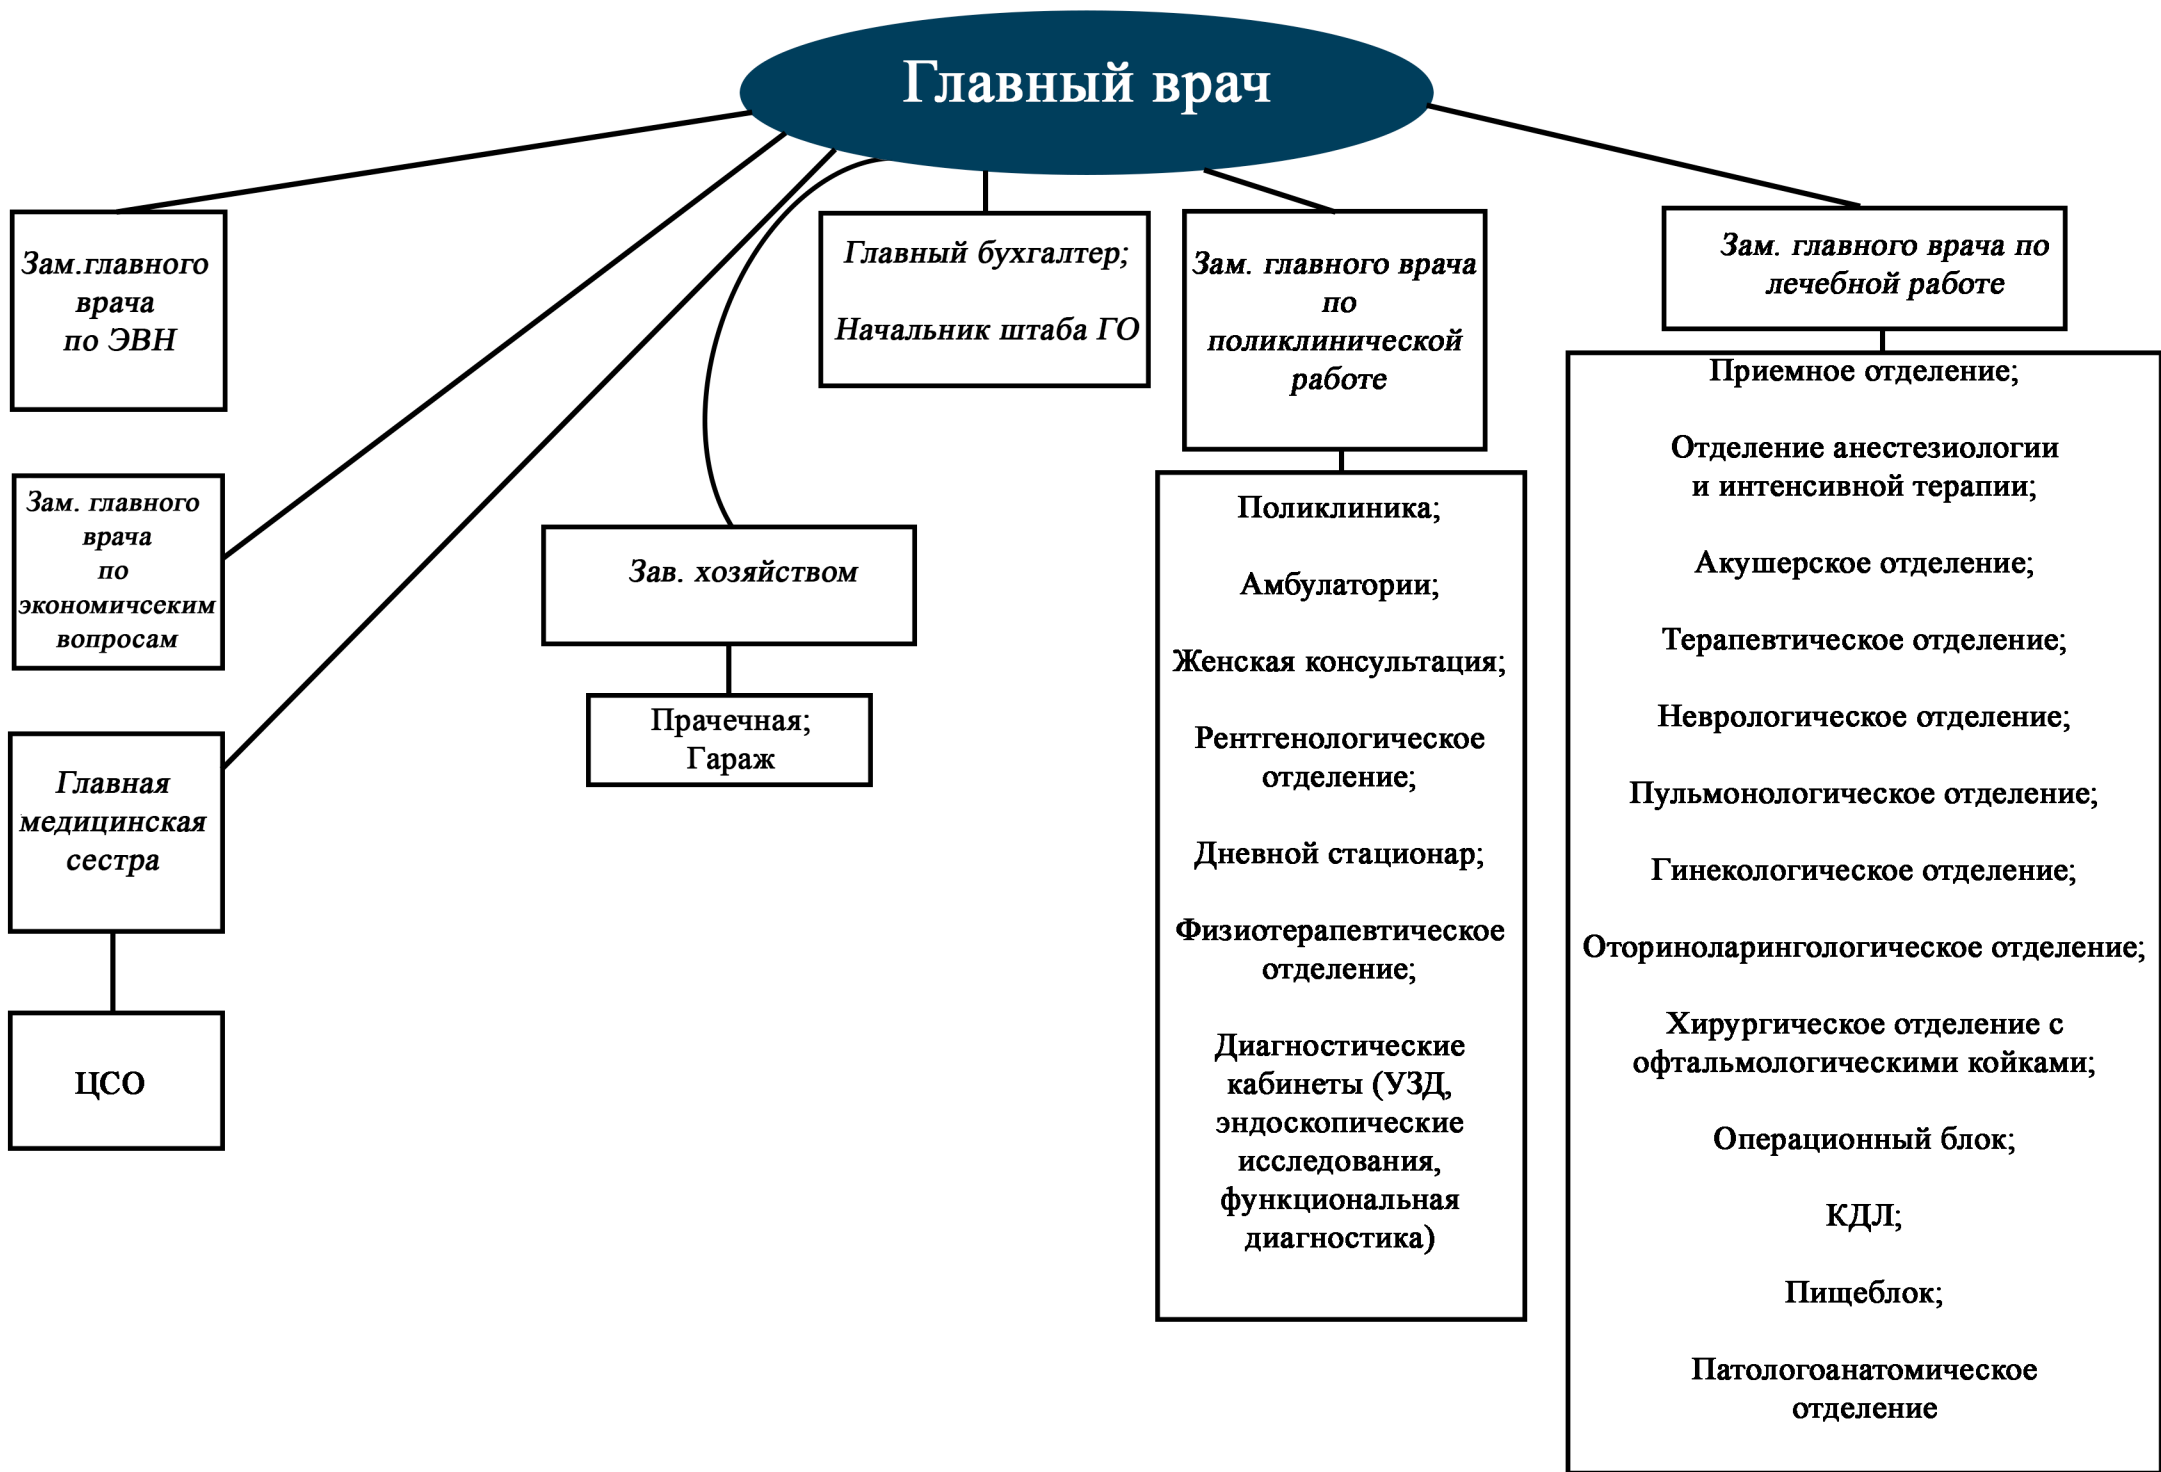 Главный врач
Зам.главного
врача
по ЭВН
Зам. главного
врача
по
экономичсеким
вопросам
Главная
медицинская
сестра
ЦСО
Зав. хозяйством
Прачечная;
Гараж
Главный бухгалтер;
Начальник штаба ГО
Зам. главного врача
по
поликлинической
работе
Поликлиника;
Амбулатории;
Женская консультация;
Рентгенологическое
отделение;
Дневной стационар;
Физиотерапевтическое
отделение;
Диагностические
кабинеты (УЗД,
эндоскопические
исследования,
функциональная
диагностика)
Зам. главного врача по
лечебной работе
Приемное отделение;
Отделение анестезиологии
и интенсивной терапии;
Акушерское отделение;
Терапевтическое отделение;
Неврологическое отделение;
Пульмонологическое отделение;
Гинекологическое отделение;
Оториноларингологическое отделение;
Хирургическое отделение с
офтальмологическими койками;
Операционный блок;
КДЛ;
Пищеблок;
Патологоанатомическое
отделение